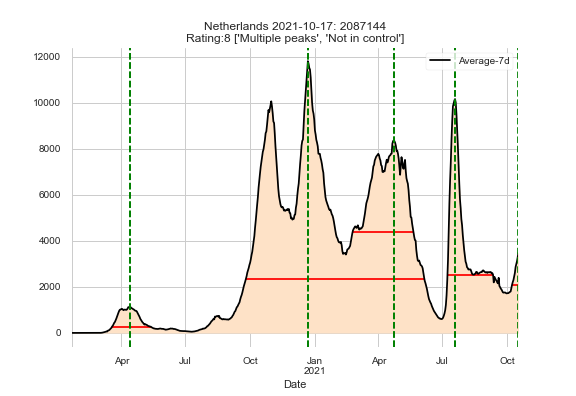 Netherlands 2021-10-17: 2087144
Rating:8 ['Multiple peaks', 'Not in control']
Average-7d
12000
10000
8000
6000
4000
2000
0
Apr
Jul
Oct
Jan
2021
Apr
Jul
Oct
Date